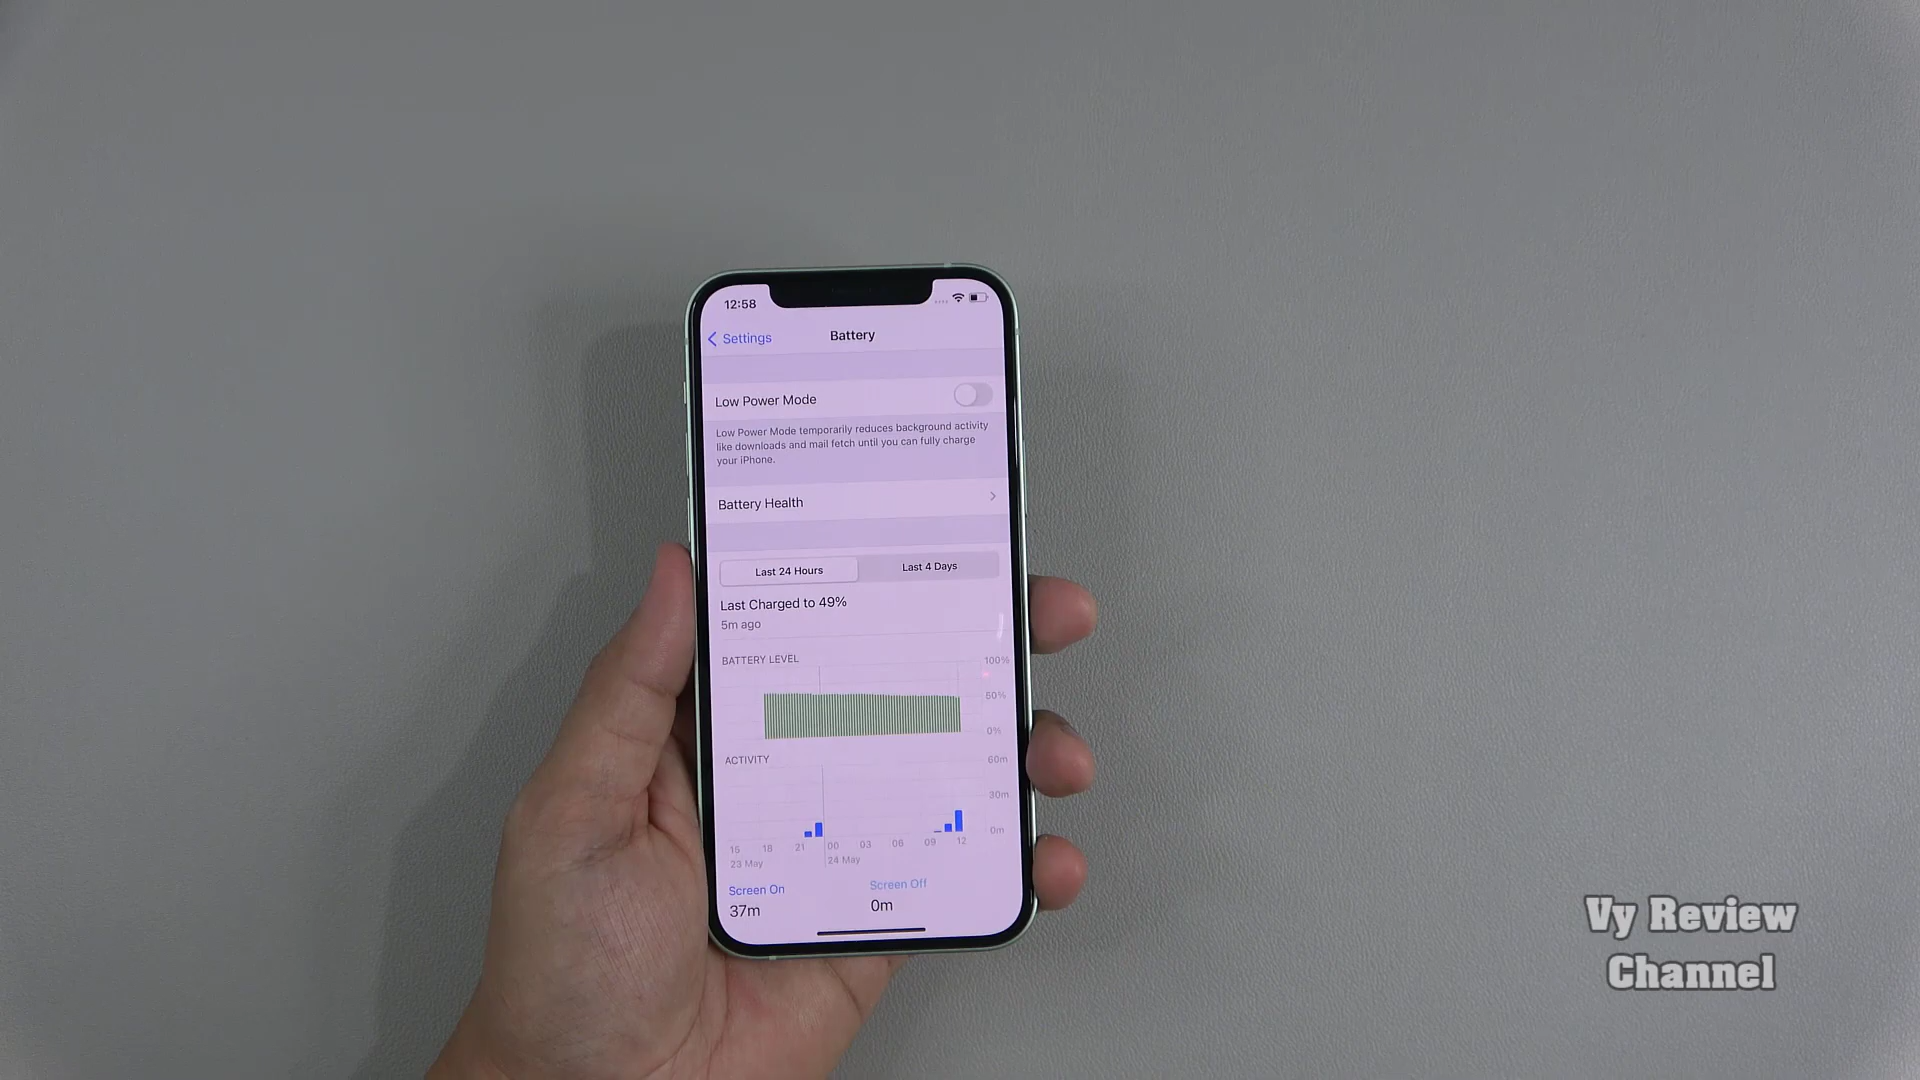 12:58
Settings
Battery
Low Power Mode
Low Power Mode temporarily reduces background activity
like downloads and mail fetch until you can fully charge
your iPhone.
Battery Health
Last 24 Hours
Last 4 Days
Last Charged to 49%
5m ago
BATTERY LEVEL
100%
50%
0%
ACTIVITY
60m
30m
0m
15 18 21 00 03 06 09 12
23 May 24 May
Screen On Screen Off
37m 0m
Vy Review
Channel